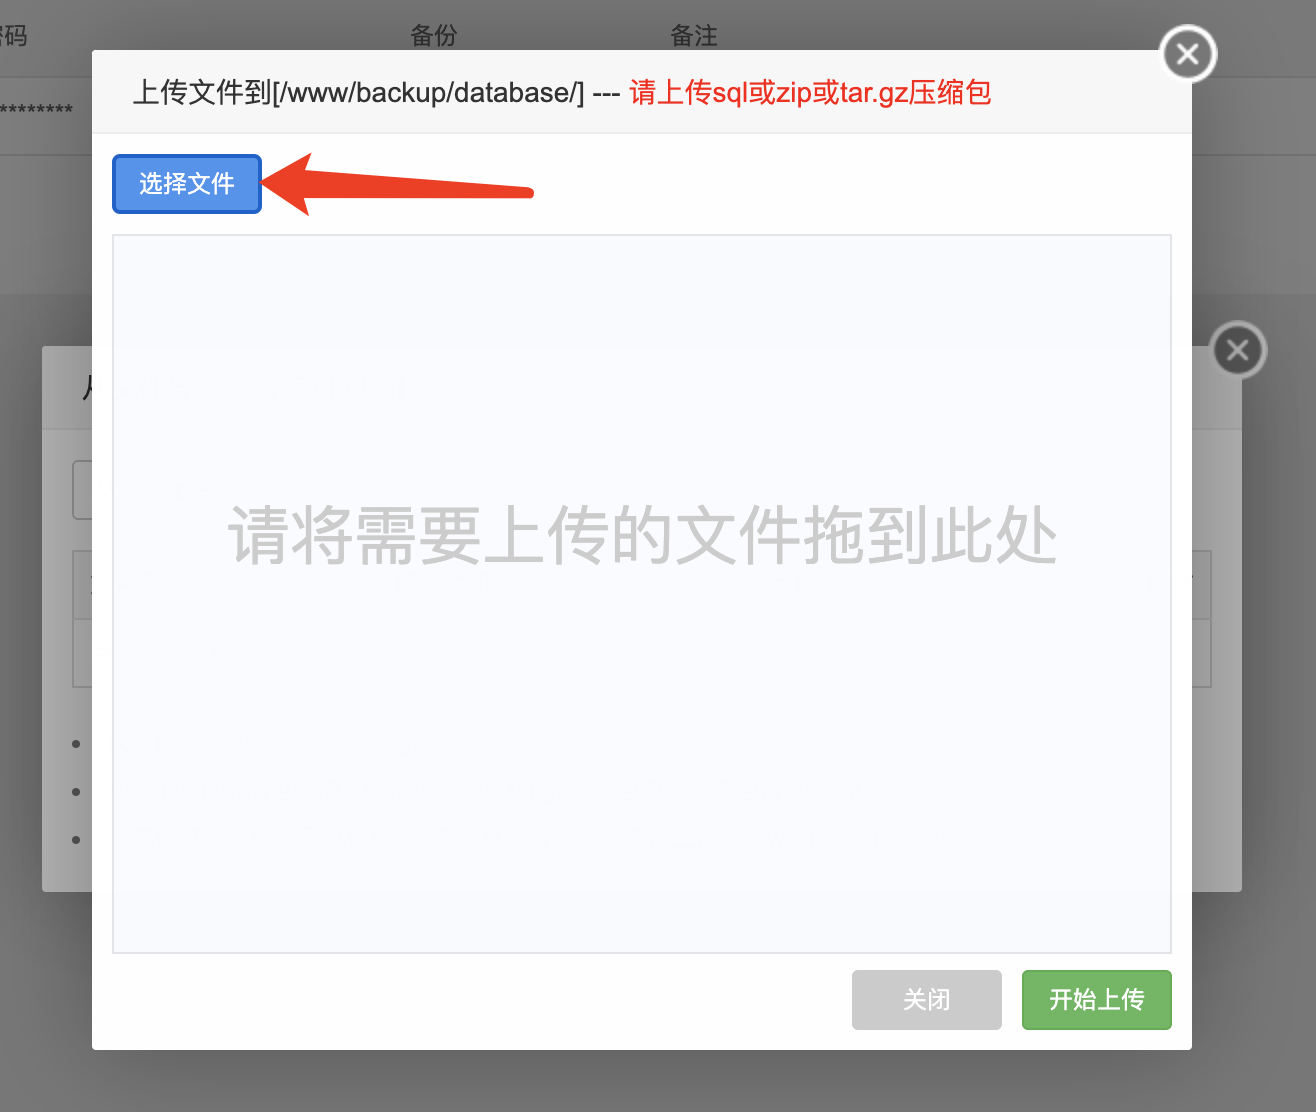 密码 备份 备注
上传文件到[/www/backup/database/] --- 请上传sql或zip或tar.gz压缩包
********
选择文件
从
请将需要上传的文件拖到此处
关闭 开始上传